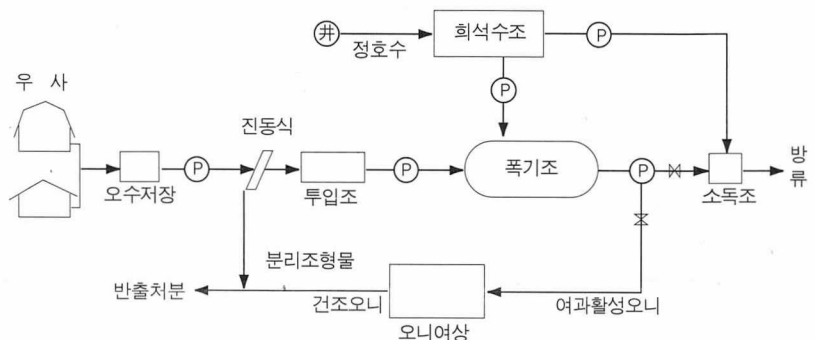 井
정호수
희석수조
P
P
우 사
진동식
오수저장
P
투입조
P
폭기조
P
소독조
방류
분리조형물
반출처분
건조오니
오니여상
여과활성오니